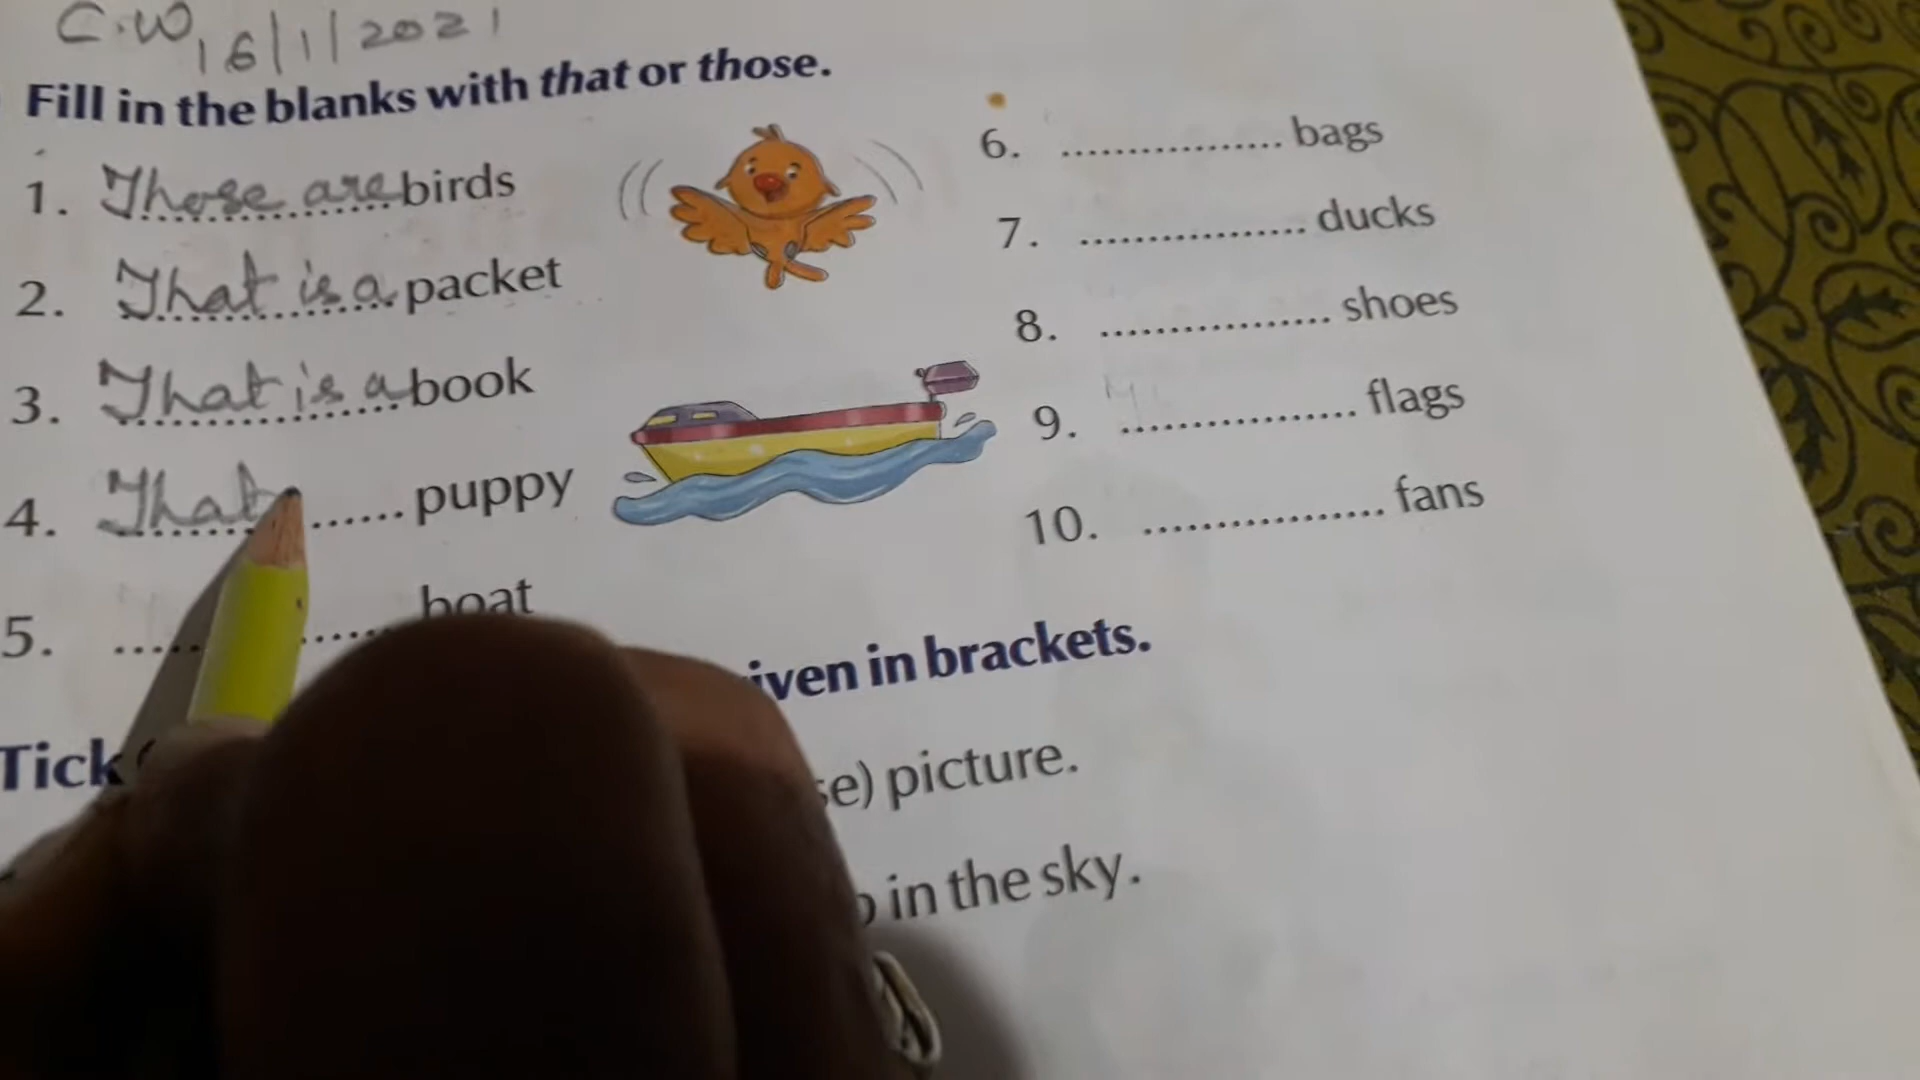 C.W 16/1/2021
Fill in the blanks with that or those.
1. Those are birds
2. That is a packet
3. That is a book
4. That ...... puppy
5. ................. boat
6. ................. bags
7. ................. ducks
8. ................. shoes
9. ................. flags
10. ................. fans
Tick iven in brackets.
se) picture.
in the sky.